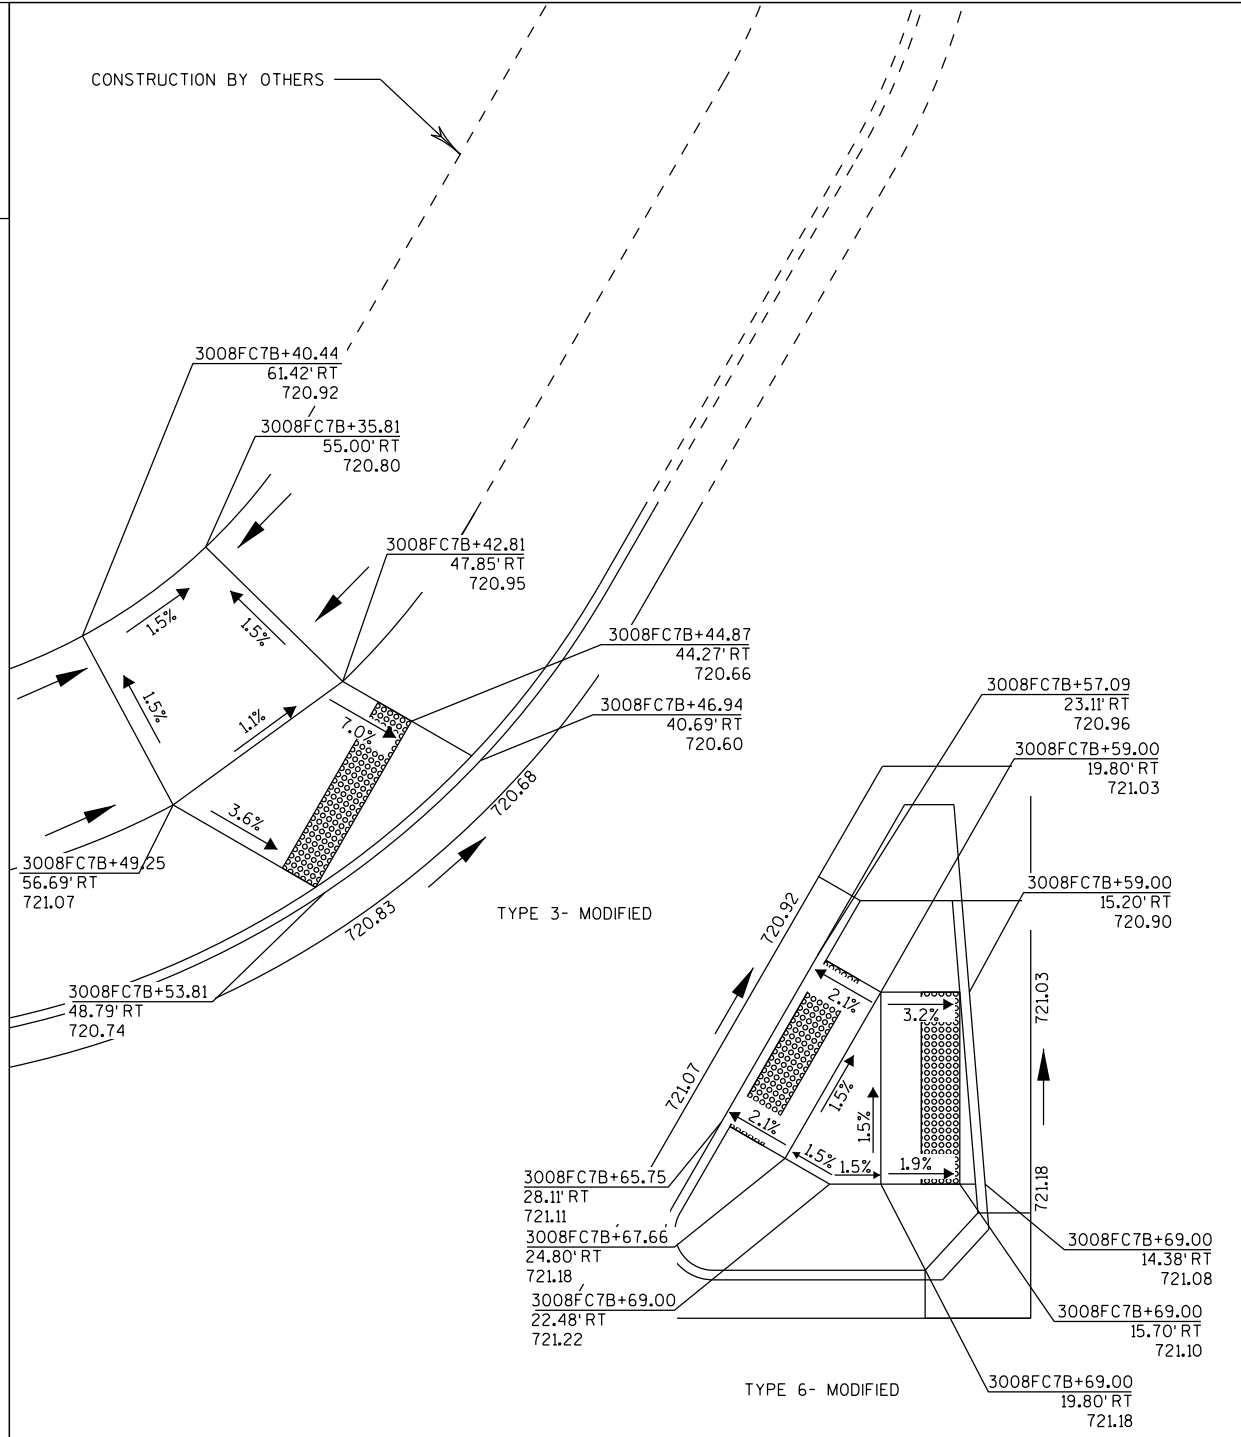 CONSTRUCTION BY OTHERS
3008FC7B+40.44
61.42' RT
720.92
3008FC7B+35.81
55.00' RT
720.80
3008FC7B+42.81
47.85' RT
720.95
1.5%
1.5%
3008FC7B+44.87
44.27' RT
720.66
1.5%
1.1%
7.0%
3008FC7B+46.94
40.69' RT
720.60
3008FC7B+57.09
23.11' RT
720.96
3008FC7B+59.00
19.80' RT
721.03
720.68
3.6%
3008FC7B+49.25
56.69' RT
721.07
720.83
TYPE 3- MODIFIED
720.92
3008FC7B+59.00
15.20' RT
720.90
3008FC7B+53.81
48.79' RT
720.74
2.1%
3.2%
721.03
721.07
1.5%
1.5%
2.1%
1.5%
1.5%
1.9%
721.18
3008FC7B+65.75
28.11' RT
721.11
3008FC7B+67.66
24.80' RT
721.18
3008FC7B+69.00
22.48' RT
721.22
3008FC7B+69.00
14.38' RT
721.08
3008FC7B+69.00
15.70' RT
721.10
TYPE 6- MODIFIED
3008FC7B+69.00
19.80' RT
721.18